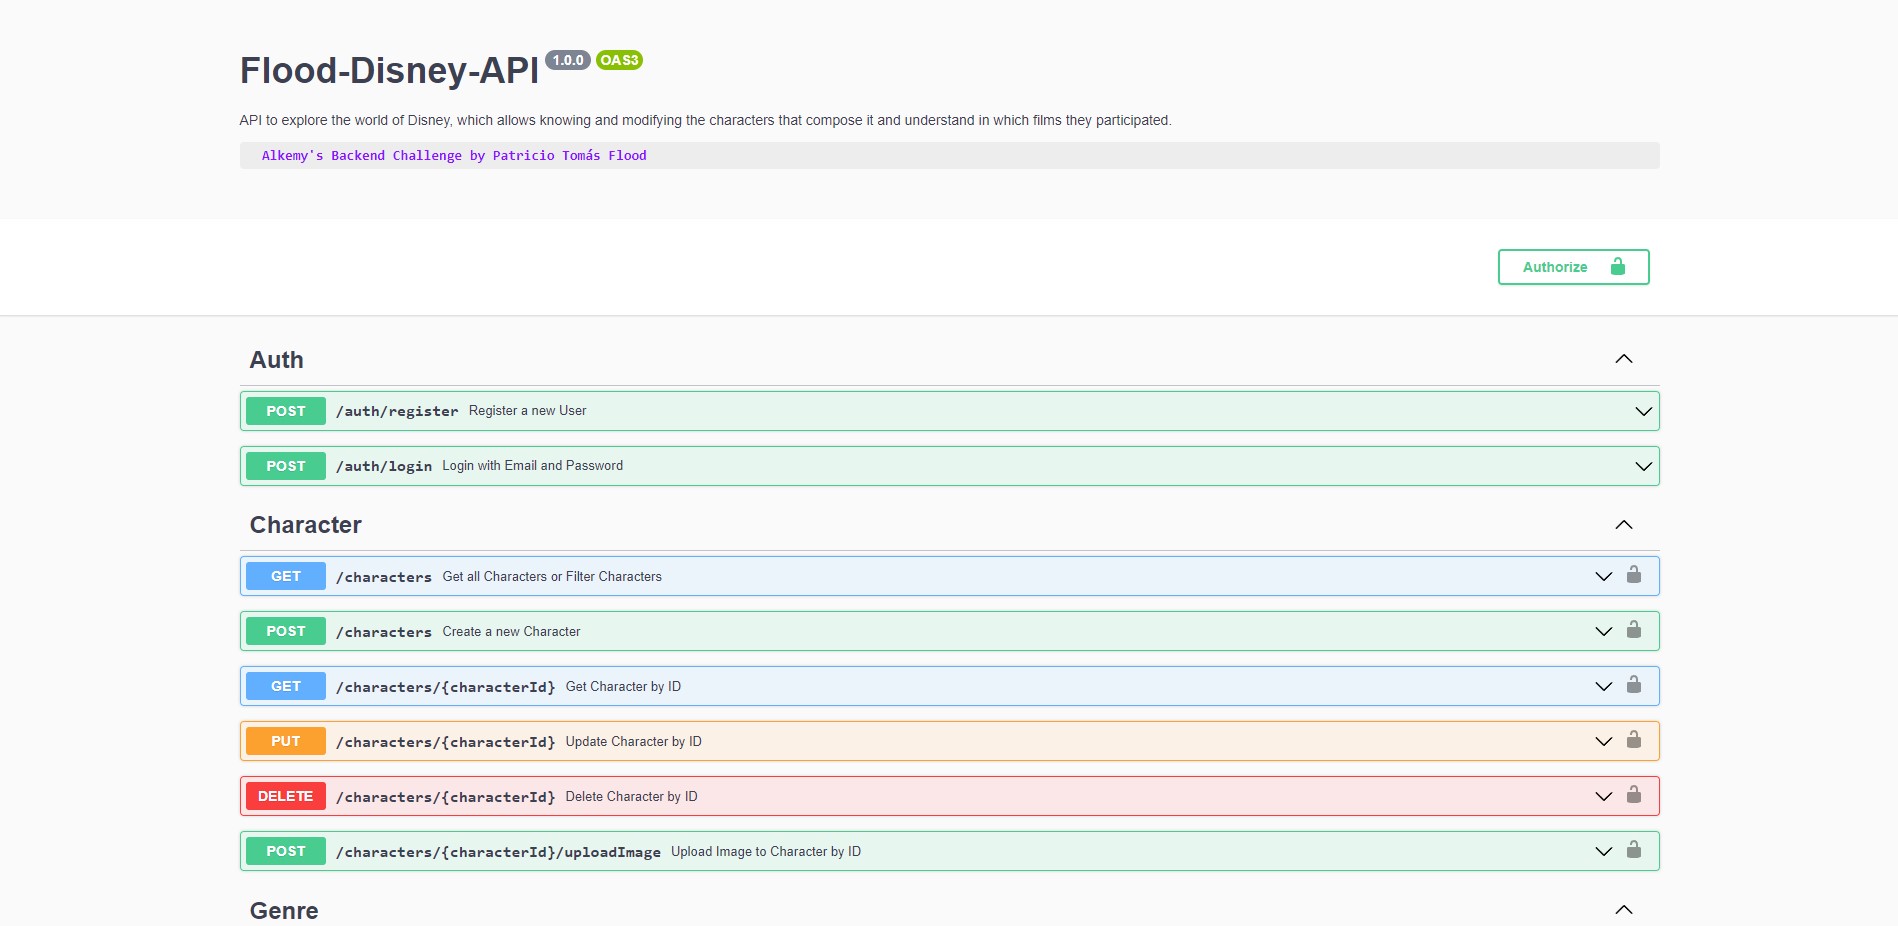 Flood-Disney-API 1.0.0 OAS3
API to explore the world of Disney, which allows knowing and modifying the characters that compose it and understand in which films they participated.
Alkemy's Backend Challenge by Patricio Tomás Flood
Authorize
Auth
POST /auth/register Register a new User
POST /auth/login Login with Email and Password
Character
GET /characters Get all Characters or Filter Characters
POST /characters Create a new Character
GET /characters/{characterId} Get Character by ID
PUT /characters/{characterId} Update Character by ID
DELETE /characters/{characterId} Delete Character by ID
POST /characters/{characterId}/uploadImage Upload Image to Character by ID
Genre